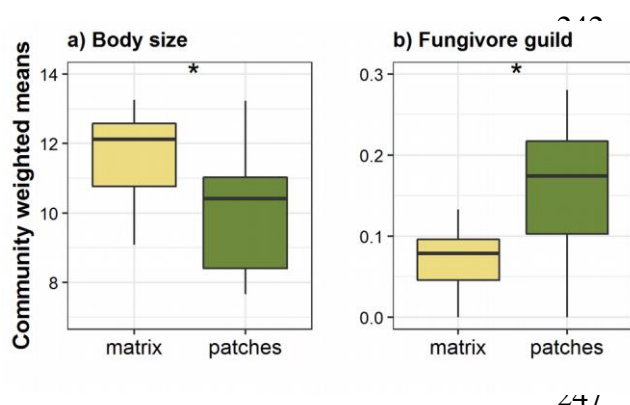 a) Body size
b) Fungivore guild
Community weighted means
*
14
12
10
8
matrix
patches
*
0.3
0.2
0.1
0.0
matrix
patches